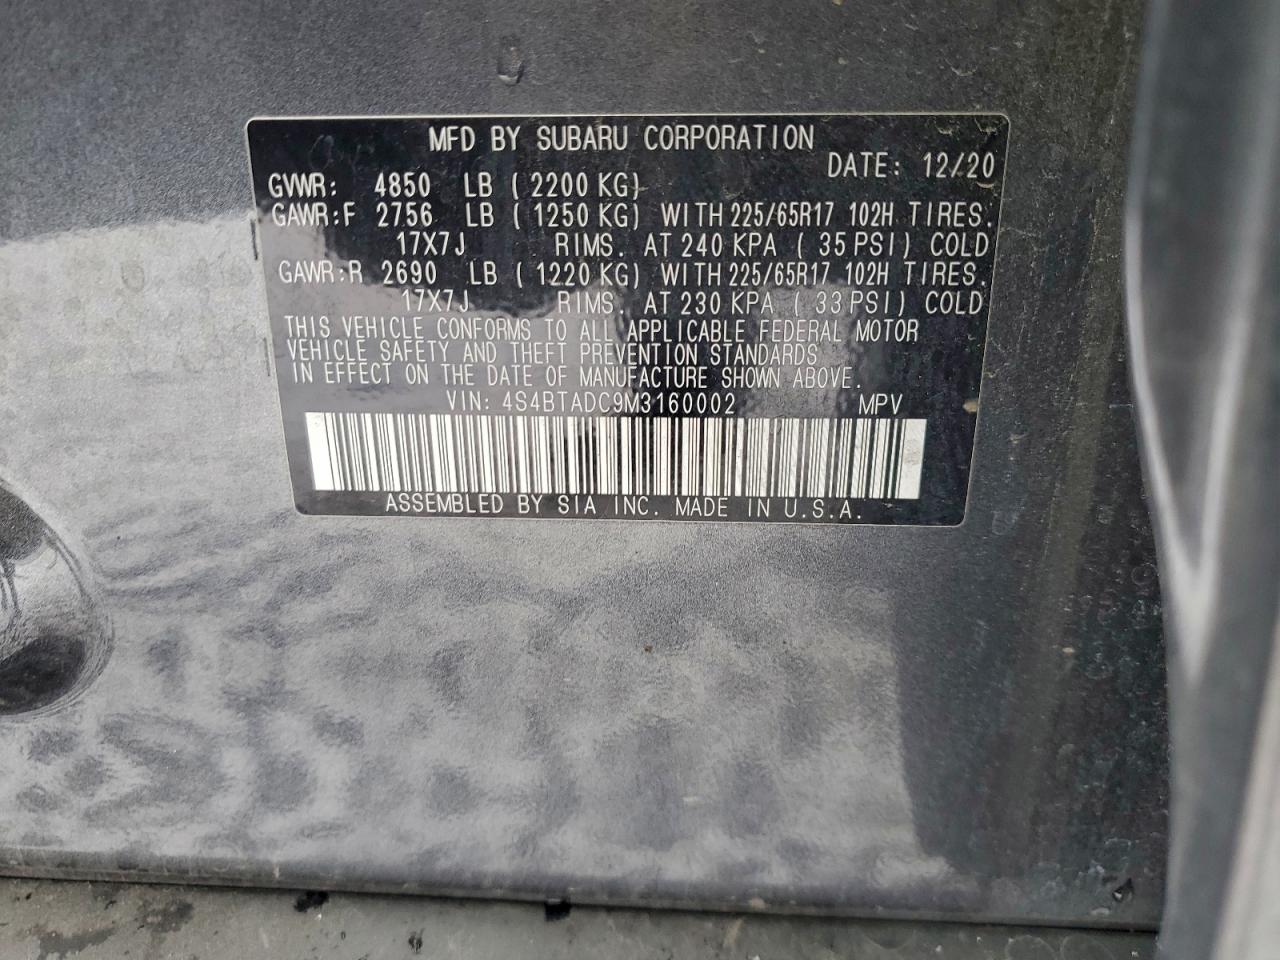 MFD BY SUBARU CORPORATION
DATE: 12/20
GVWR: 4850 LB (2200 KG)
GAWR:F 2756 LB (1250 KG) WITH 225/65R17 102H TIRES.
17X7J RIMS. AT 240 KPA ( 35 PSI) COLD
GAWR:R 2690 LB (1220 KG) WITH 225/65R17 102H TIRES.
17X7J RIMS. AT 230 KPA ( 33 PSI) COLD
THIS VEHICLE CONFORMS TO ALL APPLICABLE FEDERAL MOTOR
VEHICLE SAFETY AND THEFT PREVENTION STANDARDS
IN EFFECT ON THE DATE OF MANUFACTURE SHOWN ABOVE.
VIN: 4S4BTADC9M3160002 MPV
ASSEMBLED BY SIA INC. MADE IN U.S.A.